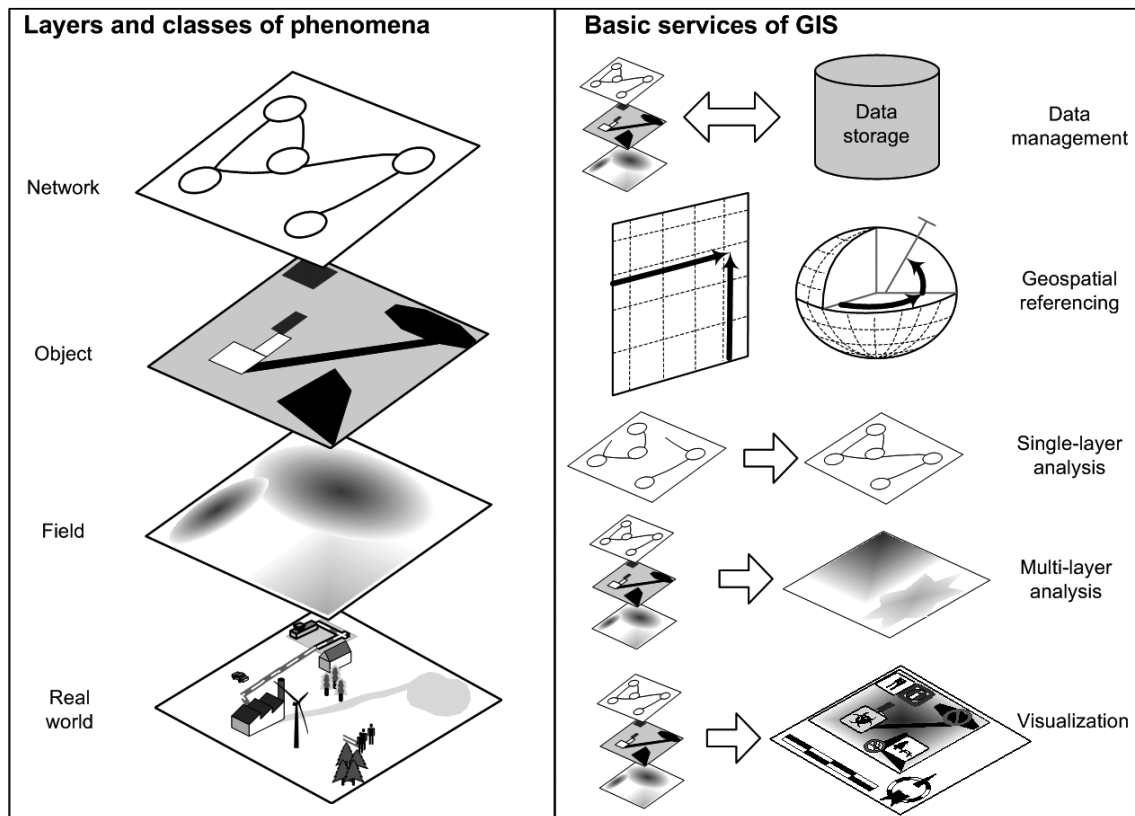 Layers and classes of phenomena
Network
Object
Field
Real
world
Basic services of GIS
Data
storage
Data
management
Geospatial
referencing
Single-layer
analysis
Multi-layer
analysis
Visualization